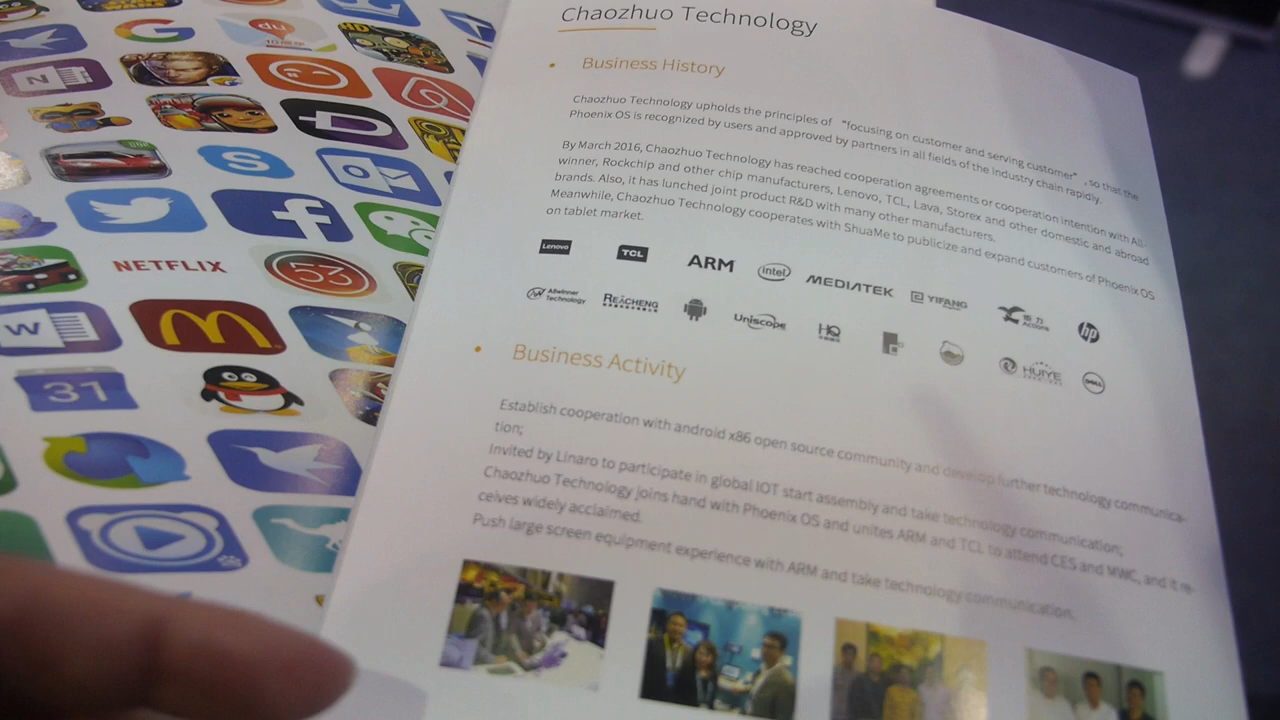 Chaozhuo Technology
Business History
Chaozhuo Technology upholds the principles of “focusing on customer and serving customer”, so that the
Phoenix OS is recognized by users and approved by partners in all fields of the industry chain rapidly.
By March 2016, Chaozhuo Technology has reached cooperation agreements or cooperation intention with All-
winner, Rockchip and other chip manufacturers, Lenovo, TCL, Lava, Storex and other domestic and abroad
brands. Also, it has lunched joint product R&D with many other manufacturers.
Meanwhile, Chaozhuo Technology cooperates with ShuaMe to publicize and expand customers of Phoenix OS
on tablet market.
Lenovo TCL ARM intel MEDIATEK YIFANG Actions hp
Allwinner Technology REACHENG Uniscope HQ HUIYE DELL
Business Activity
Establish cooperation with android x86 open source community and develop further technology communica-
tion;
Invited by Linaro to participate in global IOT start assembly and take technology communication;
Chaozhuo Technology joins hand with Phoenix OS and unites ARM and TCL to attend CES and MWC, and it re-
ceives widely acclaimed.
Push large screen equipment experience with ARM and take technology communication.
G
du
HD
N
S
f
NETFLIX
53
W
31